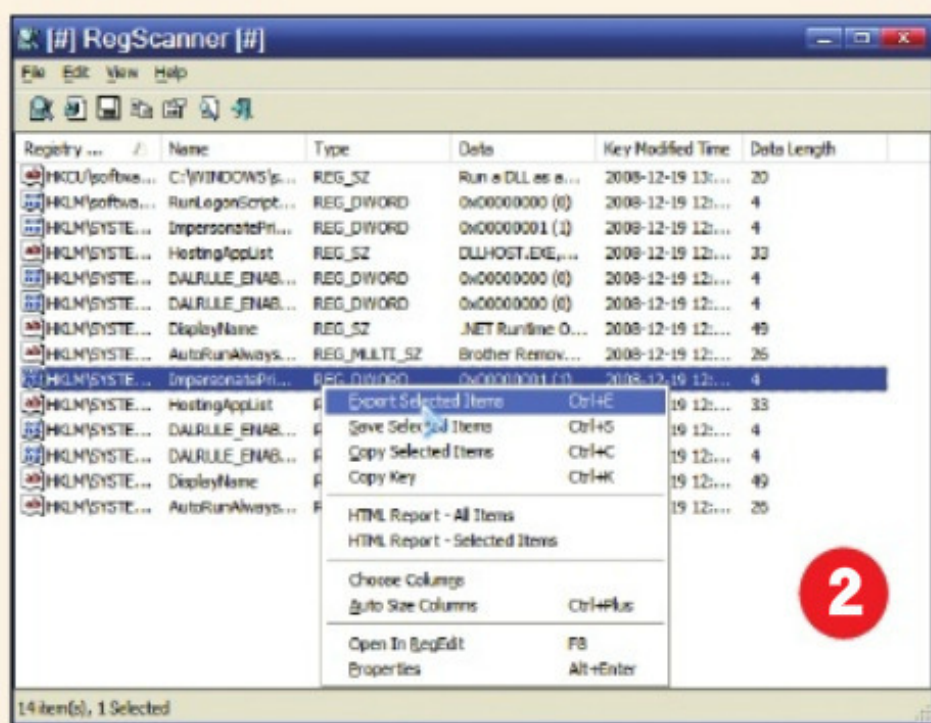 [#] RegScanner [#]
File Edit View Help
Registry ... Name Type Data Key Modified Time Data Length
HKCU\softwa... C:\WINDOWS\s... REG_SZ Run a DLL as a... 2008-12-19 13:... 20
HKLM\softwa... RunLogonScript... REG_DWORD 0x00000000 (0) 2008-12-19 12:... 4
HKLM\SYSTE... ImpersonatePri... REG_DWORD 0x00000001 (1) 2008-12-19 12:... 4
HKLM\SYSTE... HostingAppList REG_SZ DLLHOST.EXE,... 2008-12-19 12:... 33
HKLM\SYSTE... DALRULE_ENAB... REG_DWORD 0x00000000 (0) 2008-12-19 12:... 4
HKLM\SYSTE... DALRULE_ENAB... REG_DWORD 0x00000000 (0) 2008-12-19 12:... 4
HKLM\SYSTE... DisplayName REG_SZ .NET Runtime O... 2008-12-19 12:... 49
HKLM\SYSTE... AutoRunAlways... REG_MULTI_SZ Brother Remov... 2008-12-19 12:... 26
HKLM\SYSTE... ImpersonatePri... REG_DWORD 0x00000001 (1) 2008-12-19 12:... 4
HKLM\SYSTE... HostingAppList 19 12:... 33
HKLM\SYSTE... DALRULE_ENAB... 19 12:... 4
HKLM\SYSTE... DALRULE_ENAB... 19 12:... 4
HKLM\SYSTE... DisplayName 19 12:... 49
HKLM\SYSTE... AutoRunAlways... 19 12:... 26
Export Selected Items Ctrl+E
Save Selected Items Ctrl+S
Copy Selected Items Ctrl+C
Copy Key Ctrl+K
HTML Report - All Items
HTML Report - Selected Items
Choose Columns
Auto Size Columns Ctrl+Plus
Open In RegEdit F8
Properties Alt+Enter
2
14 item(s), 1 Selected